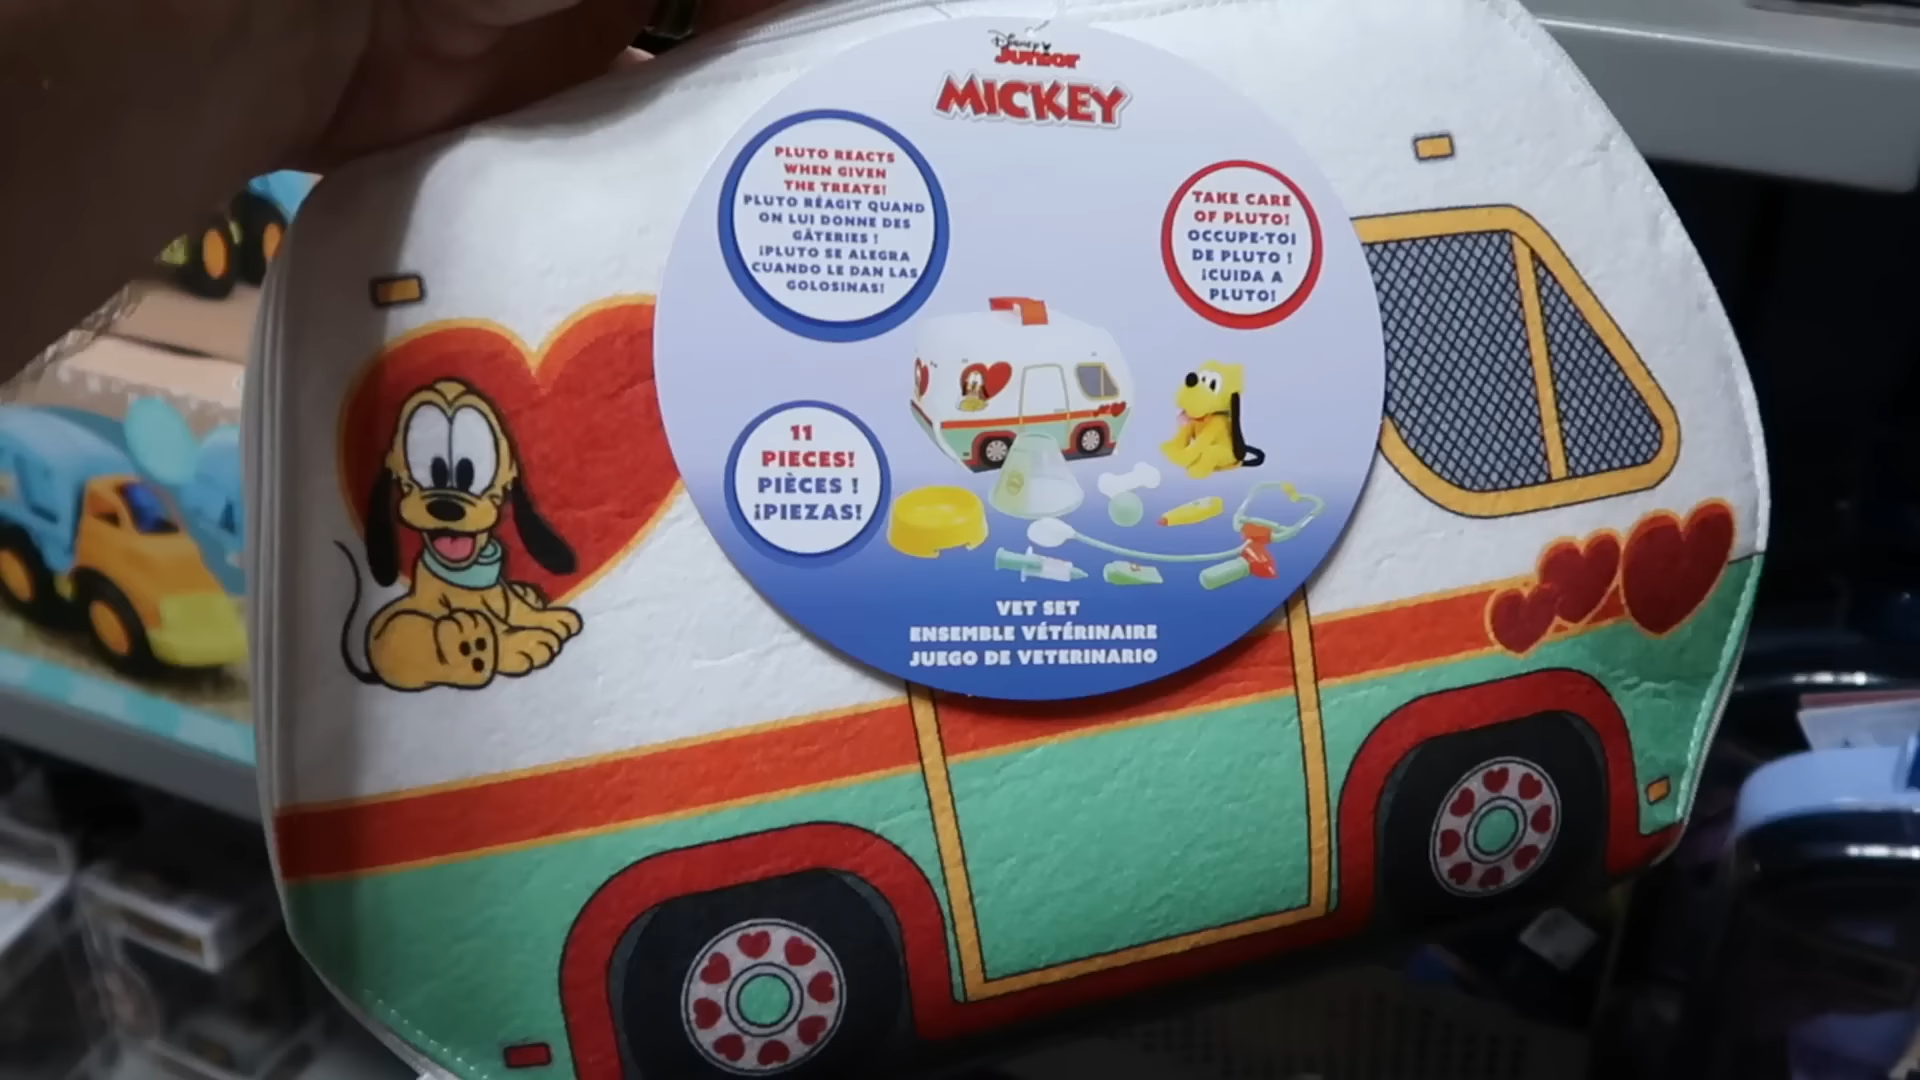 Disney
Junior
MICKEY
PLUTO REACTS
WHEN GIVEN
THE TREATS!
PLUTO RÉAGIT QUAND
ON LUI DONNE DES
GÂTERIES !
¡PLUTO SE ALEGRA
CUANDO LE DAN LAS
GOLOSINAS!
TAKE CARE
OF PLUTO!
OCCUPE-TOI
DE PLUTO !
¡CUIDA A
PLUTO!
11
PIECES!
PIÈCES !
¡PIEZAS!
VET SET
ENSEMBLE VÉTÉRINAIRE
JUEGO DE VETERINARIO